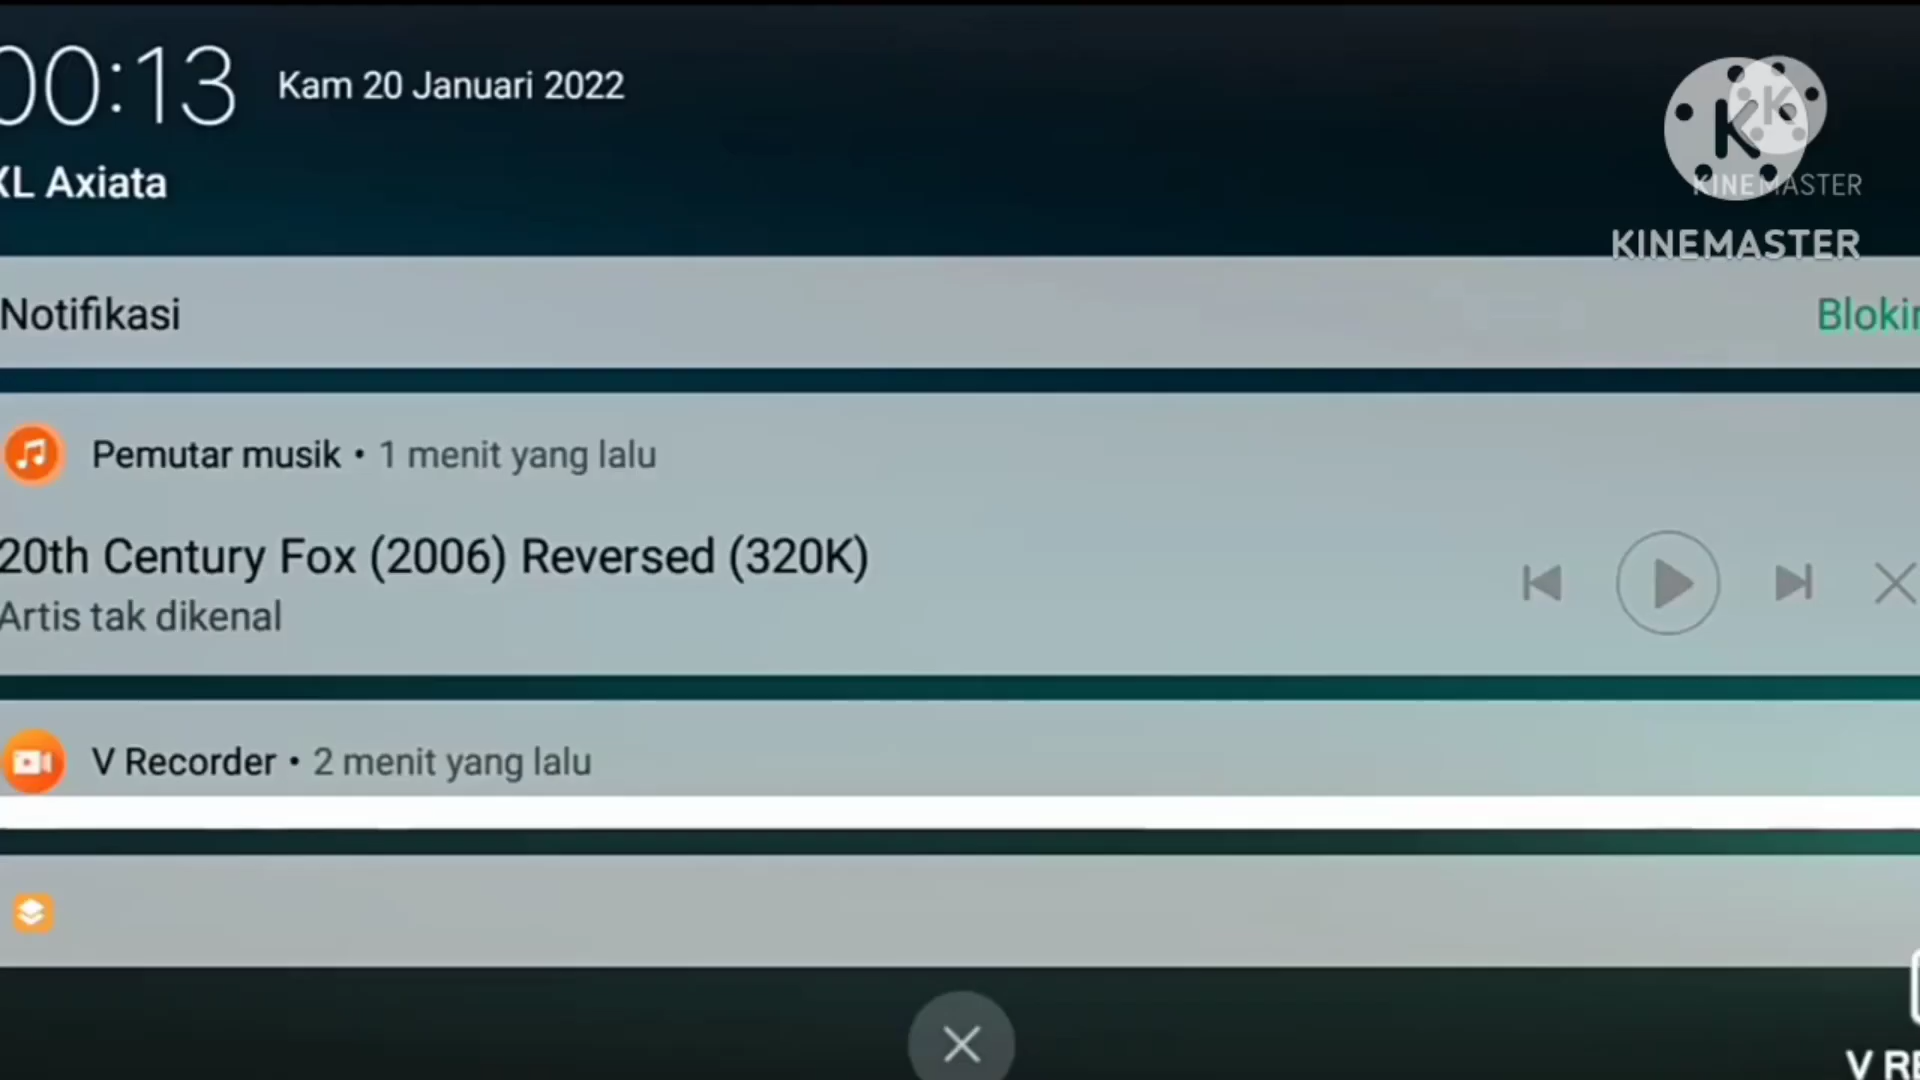 00:13
Kam 20 Januari 2022
XL Axiata
K K
KINEMASTER
KINEMASTER
Notifikasi
Blokir
Pemutar musik • 1 menit yang lalu
20th Century Fox (2006) Reversed (320K)
Artis tak dikenal
V Recorder • 2 menit yang lalu
V RE